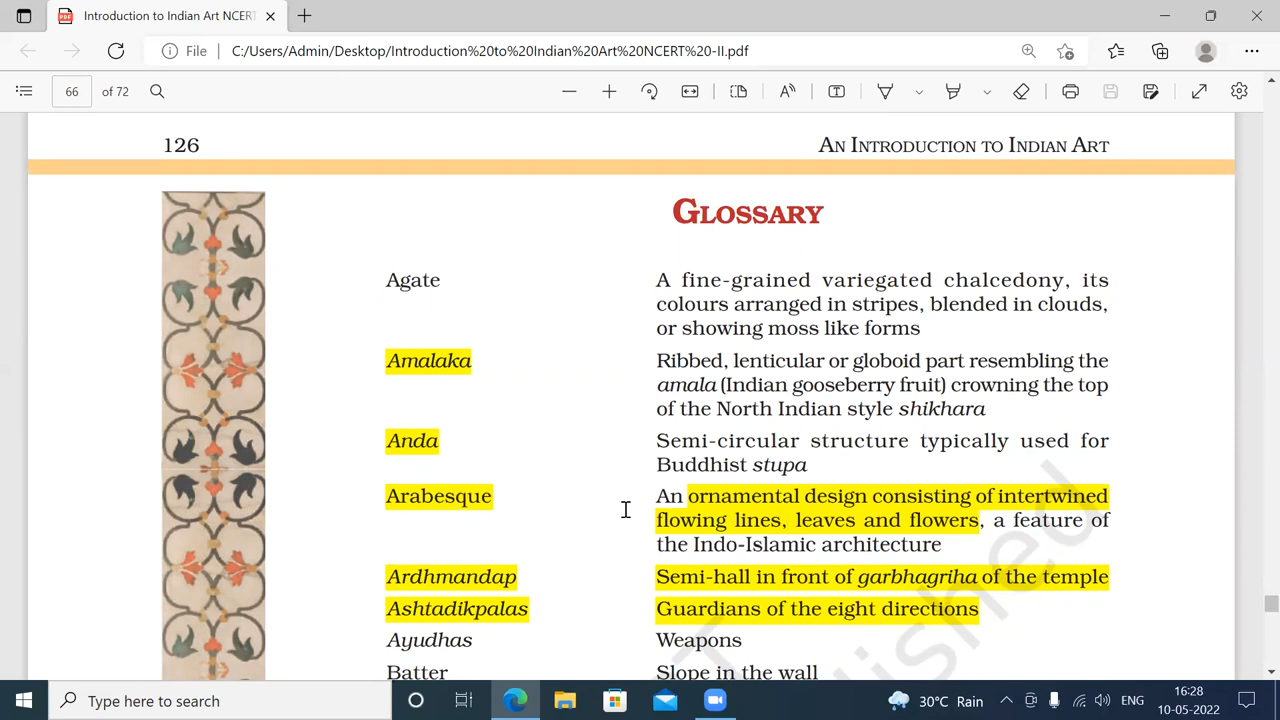 Introduction to Indian Art NCERT
File C:/Users/Admin/Desktop/Introduction%20to%20Indian%20Art%20NCERT%20-II.pdf
66 of 72
126 AN INTRODUCTION TO INDIAN ART
GLOSSARY
Agate A fine-grained variegated chalcedony, its
colours arranged in stripes, blended in clouds,
or showing moss like forms
Amalaka Ribbed, lenticular or globoid part resembling the
amala (Indian gooseberry fruit) crowning the top
of the North Indian style shikhara
Anda Semi-circular structure typically used for
Buddhist stupa
Arabesque An ornamental design consisting of intertwined
flowing lines, leaves and flowers, a feature of
the Indo-Islamic architecture
Ardhmandap Semi-hall in front of garbhagriha of the temple
Ashtadikpalas Guardians of the eight directions
Ayudhas Weapons
Batter Slope in the wall
Type here to search
30°C Rain ENG 16:28
10-05-2022